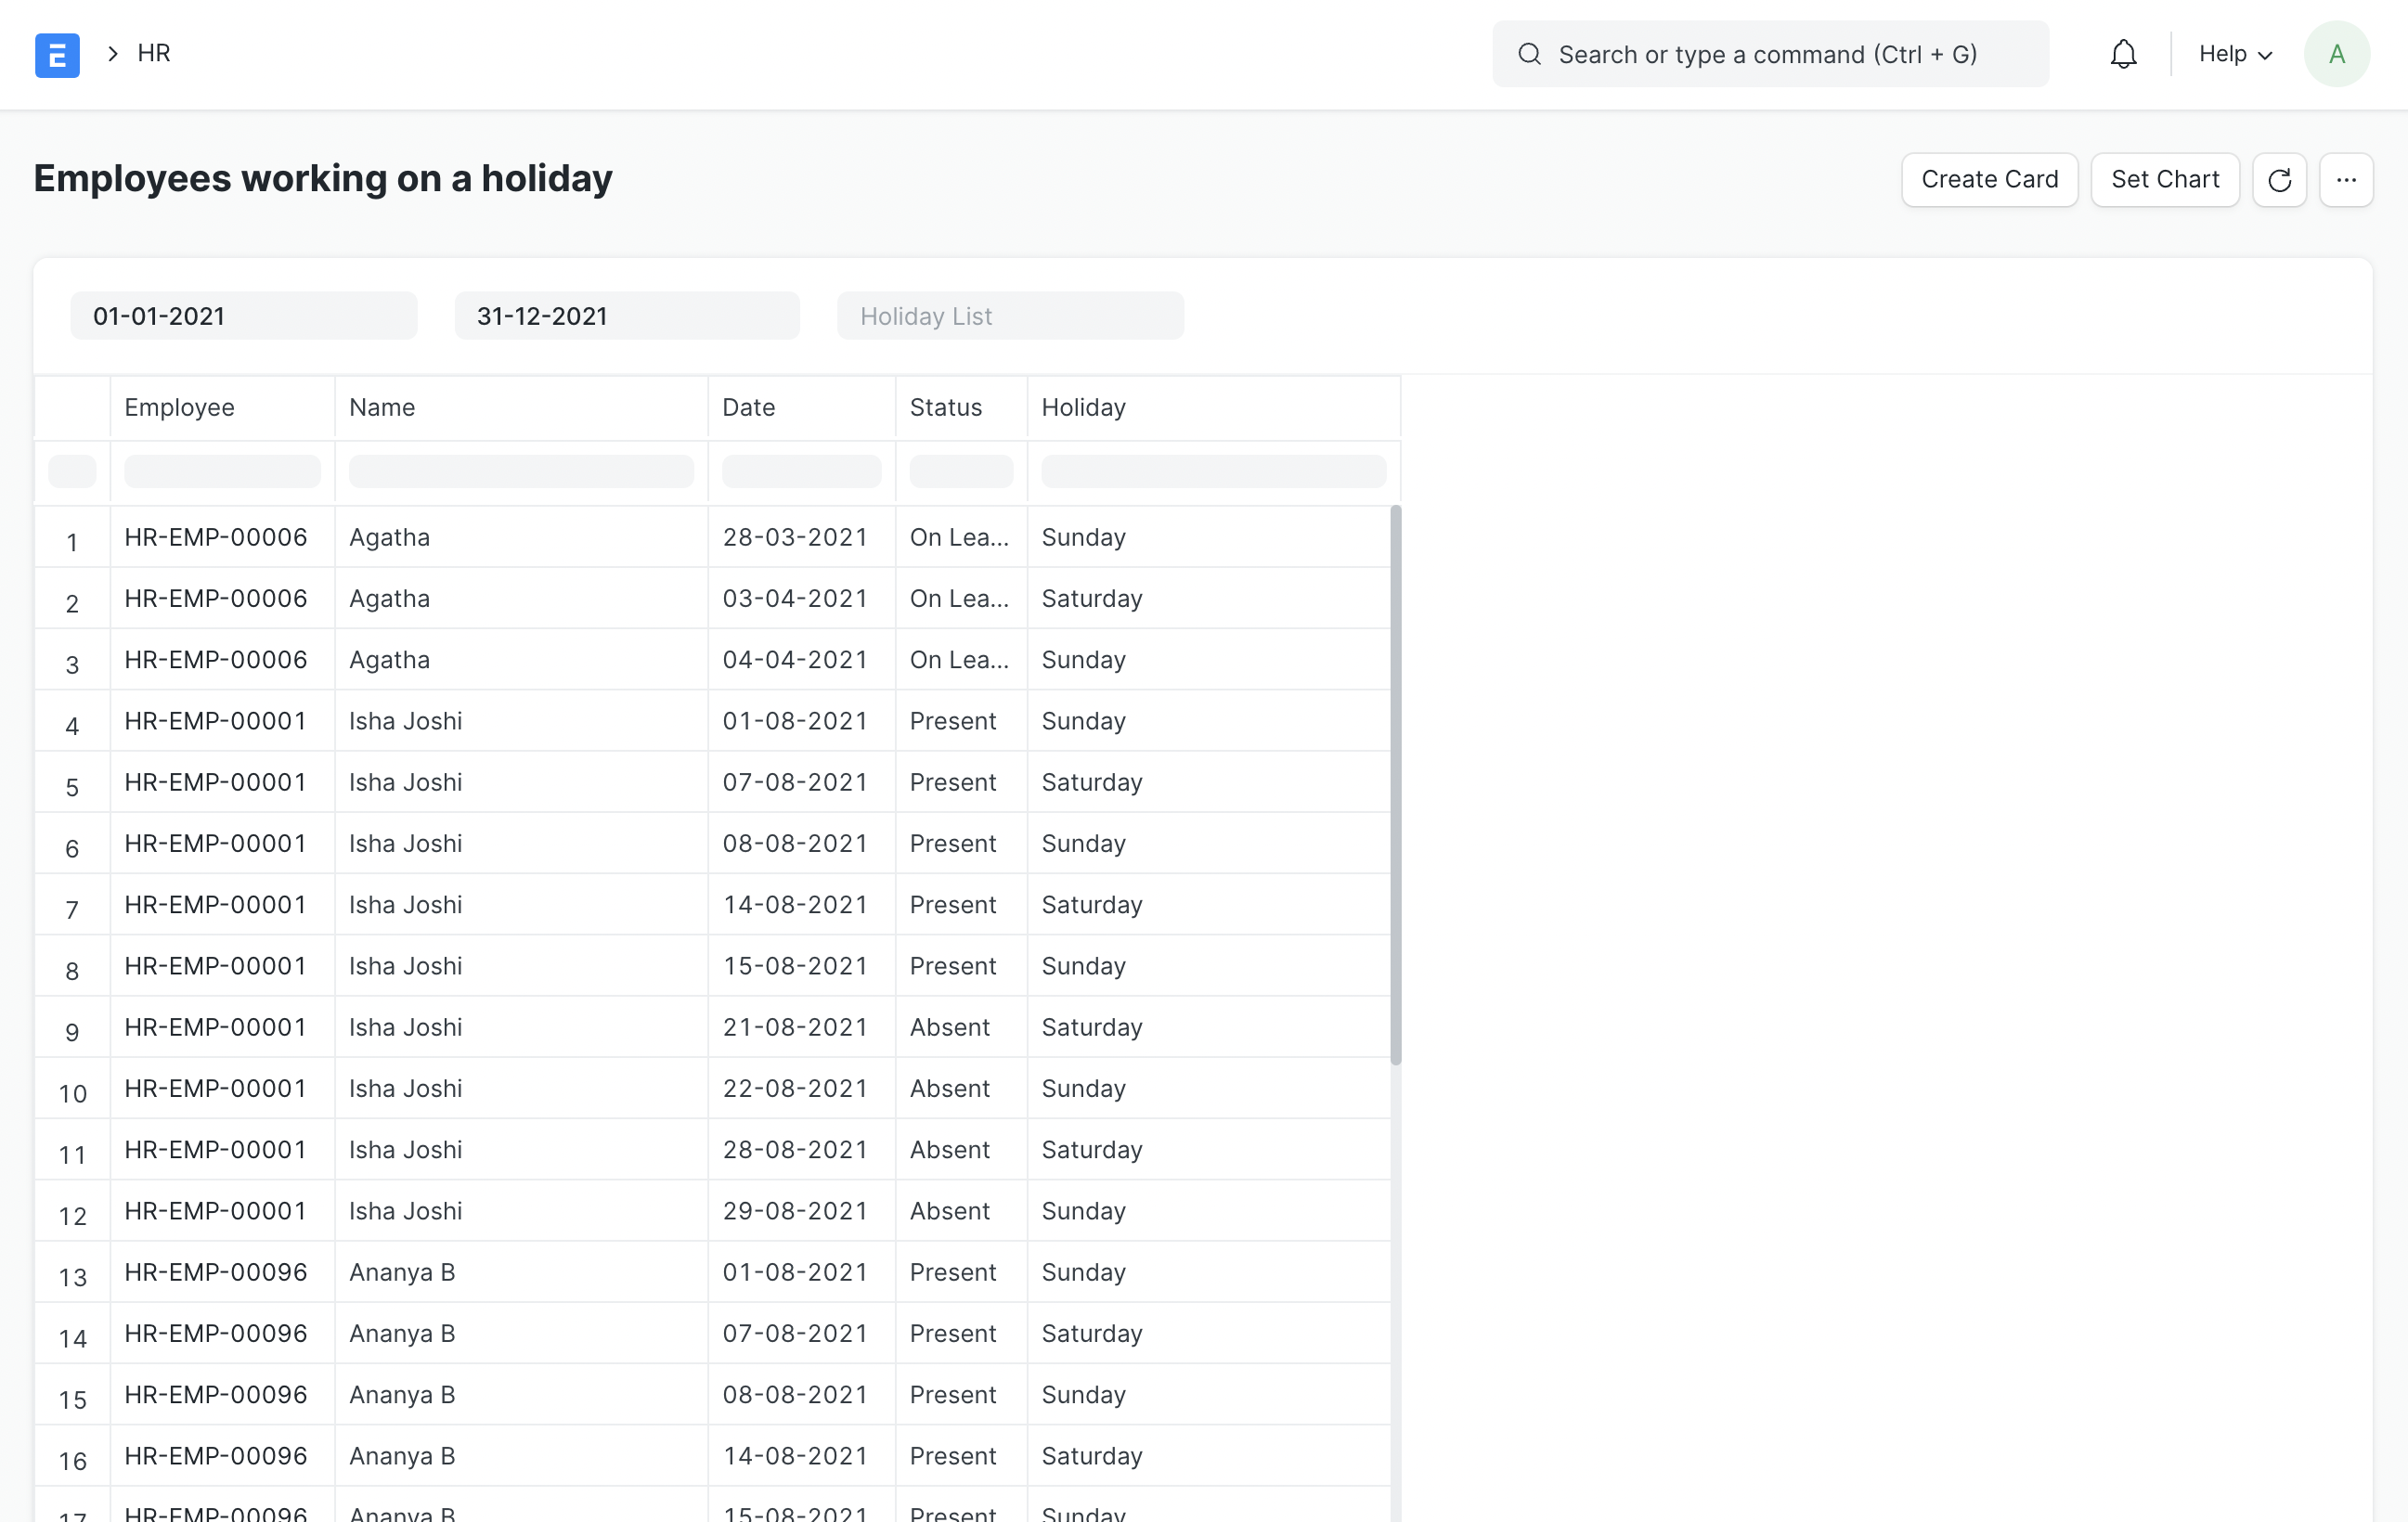 E > HR Search or type a command (Ctrl + G) Help A
Employees working on a holiday Create Card Set Chart ...
01-01-2021 31-12-2021 Holiday List
Employee Name Date Status Holiday
1 HR-EMP-00006 Agatha 28-03-2021 On Lea... Sunday
2 HR-EMP-00006 Agatha 03-04-2021 On Lea... Saturday
3 HR-EMP-00006 Agatha 04-04-2021 On Lea... Sunday
4 HR-EMP-00001 Isha Joshi 01-08-2021 Present Sunday
5 HR-EMP-00001 Isha Joshi 07-08-2021 Present Saturday
6 HR-EMP-00001 Isha Joshi 08-08-2021 Present Sunday
7 HR-EMP-00001 Isha Joshi 14-08-2021 Present Saturday
8 HR-EMP-00001 Isha Joshi 15-08-2021 Present Sunday
9 HR-EMP-00001 Isha Joshi 21-08-2021 Absent Saturday
10 HR-EMP-00001 Isha Joshi 22-08-2021 Absent Sunday
11 HR-EMP-00001 Isha Joshi 28-08-2021 Absent Saturday
12 HR-EMP-00001 Isha Joshi 29-08-2021 Absent Sunday
13 HR-EMP-00096 Ananya B 01-08-2021 Present Sunday
14 HR-EMP-00096 Ananya B 07-08-2021 Present Saturday
15 HR-EMP-00096 Ananya B 08-08-2021 Present Sunday
16 HR-EMP-00096 Ananya B 14-08-2021 Present Saturday
17 HR-EMP-00096 Ananya B 15-08-2021 Present Sunday